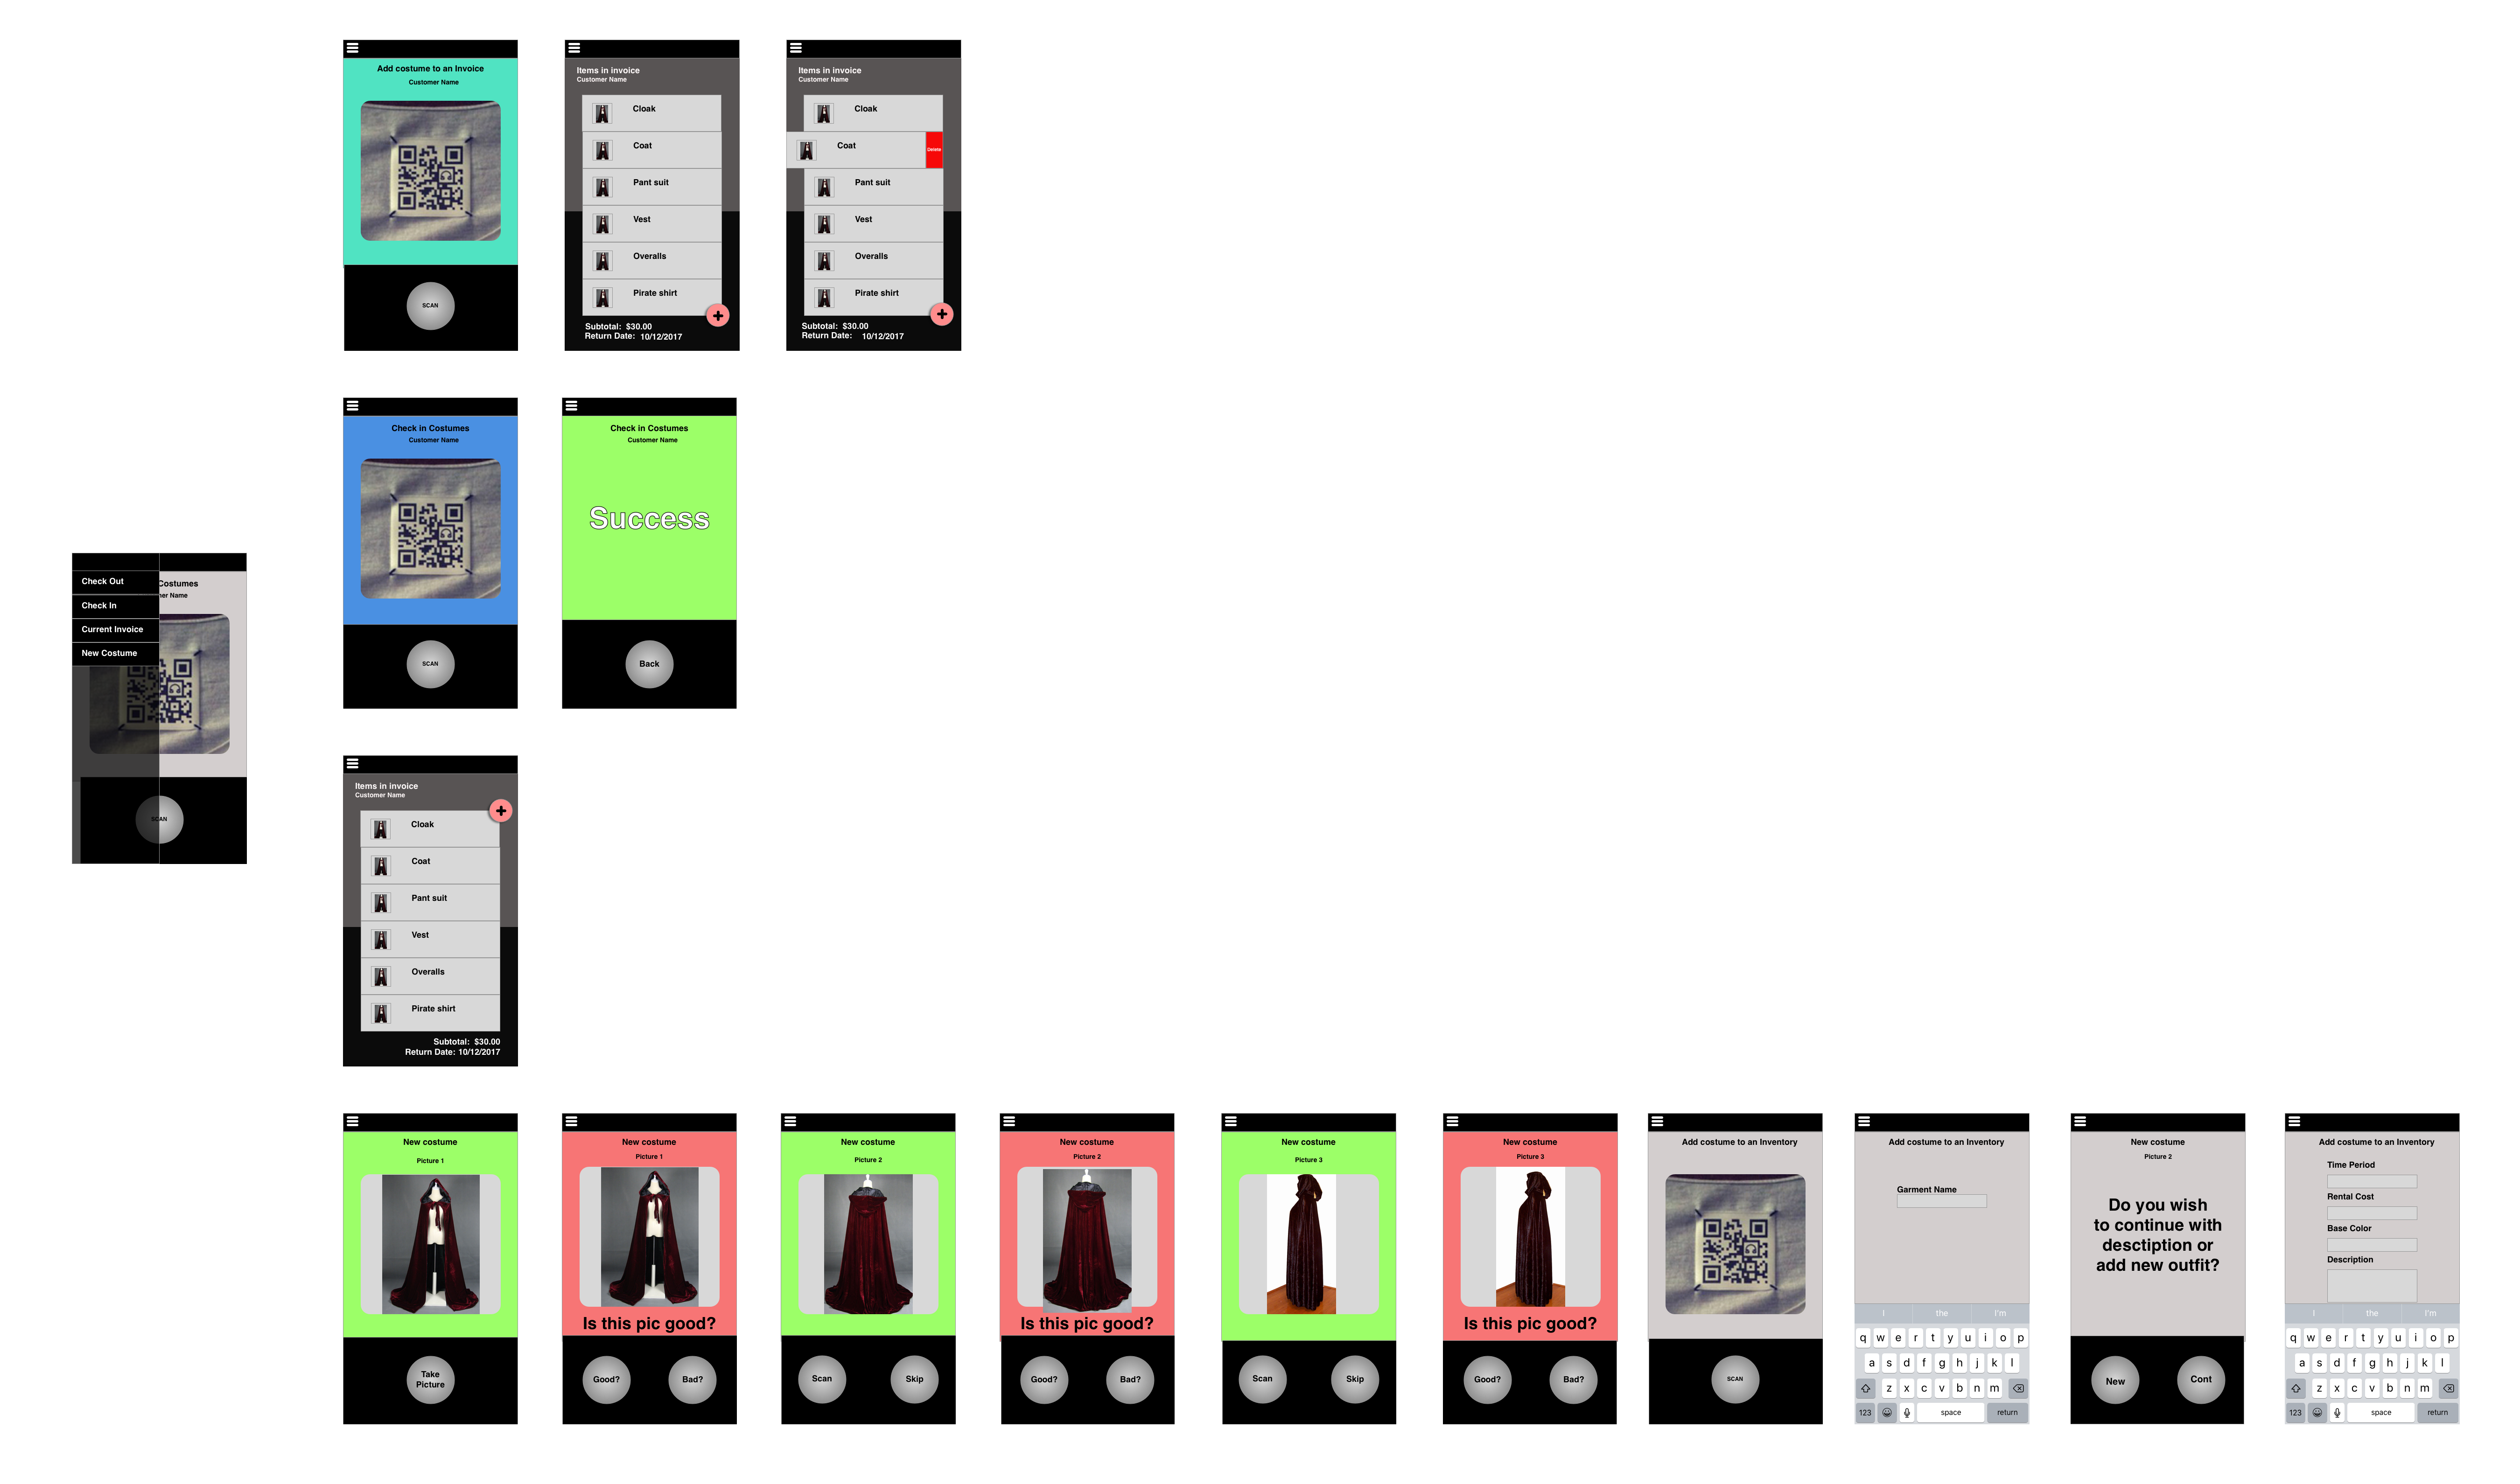 Add costume to an Invoice
Customer Name
SCAN
Items in invoice
Customer Name
Cloak
Coat
Pant suit
Vest
Overalls
Pirate shirt
Subtotal: $30.00
Return Date: 10/12/2017
Items in invoice
Customer Name
Cloak
Coat
Delete
Pant suit
Vest
Overalls
Pirate shirt
Subtotal: $30.00
Return Date: 10/12/2017
Check in Costumes
Customer Name
SCAN
Check in Costumes
Customer Name
Success
Back
Check Out
Costumes
mer Name
Check In
Current Invoice
New Costume
SCAN
Items in invoice
Customer Name
Cloak
Coat
Pant suit
Vest
Overalls
Pirate shirt
Subtotal: $30.00
Return Date: 10/12/2017
New costume
Picture 1
Take
Picture
New costume
Picture 1
Is this pic good?
Good? Bad?
New costume
Picture 2
Scan Skip
New costume
Picture 2
Is this pic good?
Good? Bad?
New costume
Picture 3
Scan Skip
New costume
Picture 3
Is this pic good?
Good? Bad?
Add costume to an Inventory
SCAN
Add costume to an Inventory
Garment Name
I the I'm
q w e r t y u i o p
a s d f g h j k l
z x c v b n m
123 space return
New costume
Picture 2
Do you wish
to continue with
desctiption or
add new outfit?
New Cont
Add costume to an Inventory
Time Period
Rental Cost
Base Color
Description
I the I'm
q w e r t y u i o p
a s d f g h j k l
z x c v b n m
123 space return